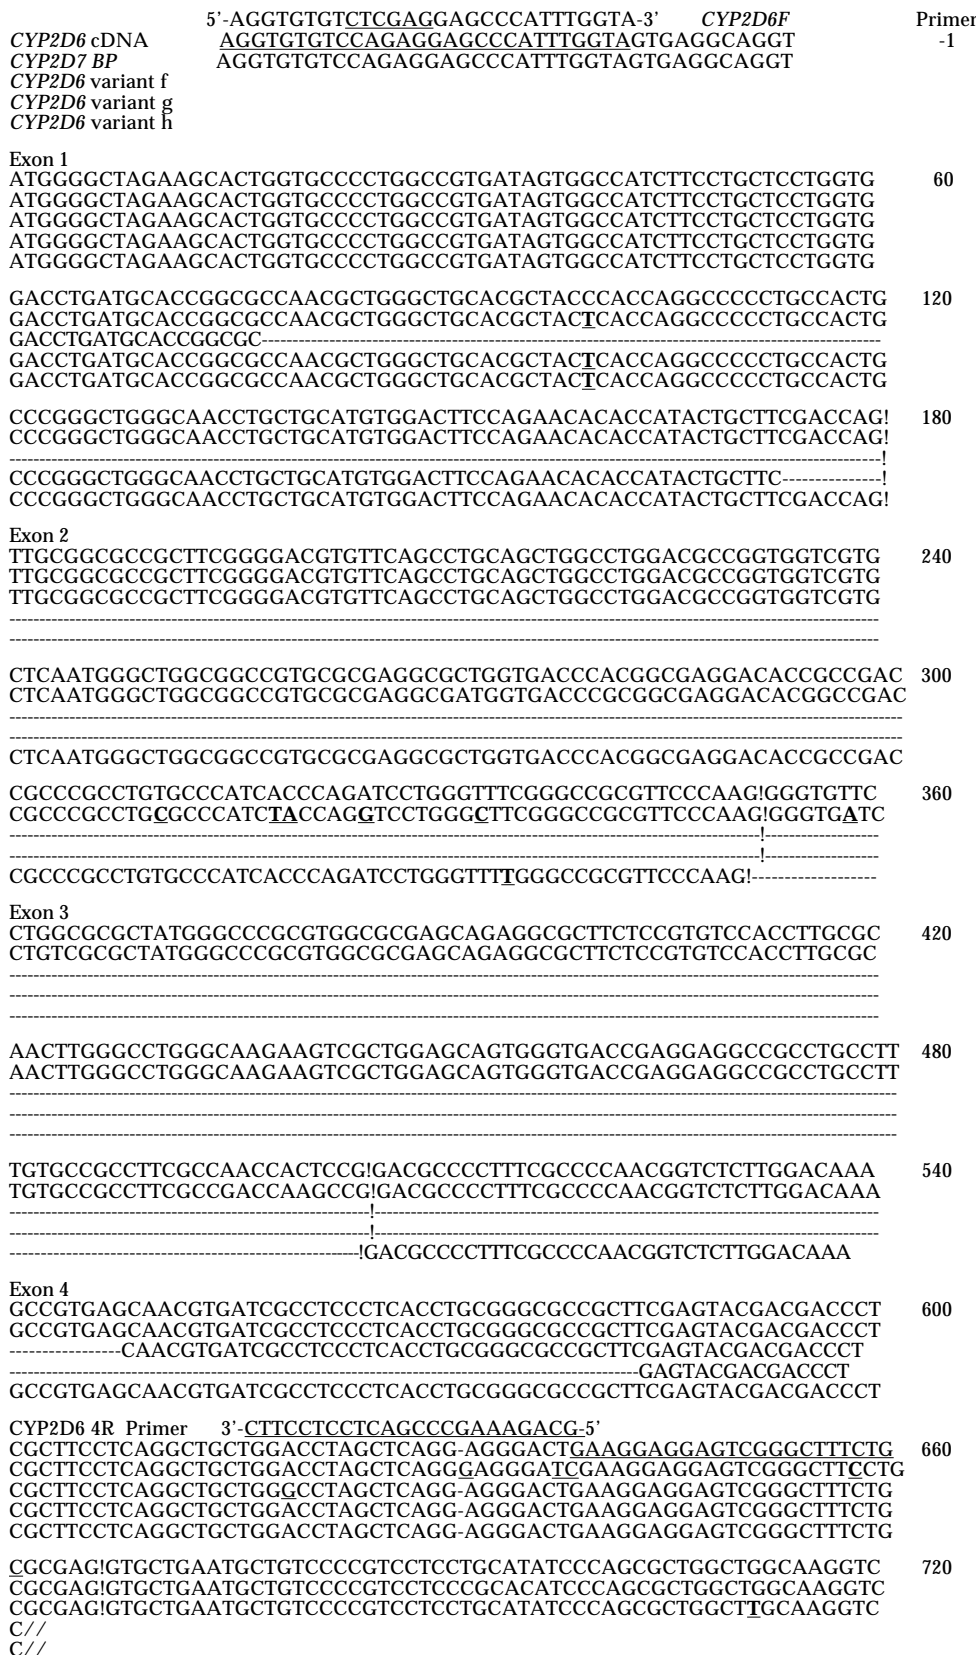 5'-AGGTGTGTCTCGAGGAGCCCATTTGGTA-3' CYP2D6F Primer
CYP2D6 cDNA AGGTGTGTCCAGAGGAGCCCATTTGGTAGTGAGGCAGGT -1
CYP2D7 BP AGGTGTGTCCAGAGGAGCCCATTTGGTAGTGAGGCAGGT
CYP2D6 variant f
CYP2D6 variant g
CYP2D6 variant h
Exon 1
ATGGGGCTAGAAGCACTGGTGCCCCTGGCCGTGATAGTGGCCATCTTCCTGCTCCTGGTG 60
ATGGGGCTAGAAGCACTGGTGCCCCTGGCCGTGATAGTGGCCATCTTCCTGCTCCTGGTG
ATGGGGCTAGAAGCACTGGTGCCCCTGGCCGTGATAGTGGCCATCTTCCTGCTCCTGGTG
ATGGGGCTAGAAGCACTGGTGCCCCTGGCCGTGATAGTGGCCATCTTCCTGCTCCTGGTG
ATGGGGCTAGAAGCACTGGTGCCCCTGGCCGTGATAGTGGCCATCTTCCTGCTCCTGGTG
GACCTGATGCACCGGCGCCAACGCTGGGCTGCACGCTACCCACCAGGCCCCCTGCCACTG 120
GACCTGATGCACCGGCGCCAACGCTGGGCTGCACGCTACTCACCAGGCCCCCTGCCACTG
GACCTGATGCACCGGCGC------------------------------------------
GACCTGATGCACCGGCGCCAACGCTGGGCTGCACGCTACTCACCAGGCCCCCTGCCACTG
GACCTGATGCACCGGCGCCAACGCTGGGCTGCACGCTACTCACCAGGCCCCCTGCCACTG
CCCGGGCTGGGCAACCTGCTGCATGTGGACTTCCAGAACACACCATACTGCTTCGACCAG! 180
CCCGGGCTGGGCAACCTGCTGCATGTGGACTTCCAGAACACACCATACTGCTTCGACCAG!
------------------------------------------------------------!
CCCGGGCTGGGCAACCTGCTGCATGTGGACTTCCAGAACACACCATACTGCTTC------!
CCCGGGCTGGGCAACCTGCTGCATGTGGACTTCCAGAACACACCATACTGCTTCGACCAG!
Exon 2
TTGCGGCGCCGCTTCGGGGACGTGTTCAGCCTGCAGCTGGCCTGGACGCCGGTGGTCGTG 240
TTGCGGCGCCGCTTCGGGGACGTGTTCAGCCTGCAGCTGGCCTGGACGCCGGTGGTCGTG
TTGCGGCGCCGCTTCGGGGACGTGTTCAGCCTGCAGCTGGCCTGGACGCCGGTGGTCGTG
------------------------------------------------------------
------------------------------------------------------------
CTCAATGGGCTGGCGGCCGTGCGCGAGGCGCTGGTGACCCACGGCGAGGACACCGCCGAC 300
CTCAATGGGCTGGCGGCCGTGCGCGAGGCGATGGTGACCCGCGGCGAGGACACGGCCGAC
------------------------------------------------------------
------------------------------------------------------------
CTCAATGGGCTGGCGGCCGTGCGCGAGGCGCTGGTGACCCACGGCGAGGACACCGCCGAC
CGCCCGCCTGTGCCCATCACCCAGATCCTGGGTTTCGGGCCGCGTTCCCAAG!GGGTGTTC 360
CGCCCGCCTGCGCCCATCTACCAGGTCCTGGGCTTCGGGCCGCGTTCCCAAG!GGGTGATC
----------------------------------------------------!--------
----------------------------------------------------!--------
CGCCCGCCTGTGCCCATCACCCAGATCCTGGGTTTTGGGCCGCGTTCCCAAG!--------
Exon 3
CTGGCGCGCTATGGGCCCGCGTGGCGCGAGCAGAGGCGCTTCTCCGTGTCCACCTTGCGC 420
CTGTCGCGCTATGGGCCCGCGTGGCGCGAGCAGAGGCGCTTCTCCGTGTCCACCTTGCGC
------------------------------------------------------------
------------------------------------------------------------
------------------------------------------------------------
AACTTGGGCCTGGGCAAGAAGTCGCTGGAGCAGTGGGTGACCGAGGAGGCCGCCTGCCTT 480
AACTTGGGCCTGGGCAAGAAGTCGCTGGAGCAGTGGGTGACCGAGGAGGCCGCCTGCCTT
------------------------------------------------------------
------------------------------------------------------------
------------------------------------------------------------
TGTGCCGCCTTCGCCAACCACTCCG!GACGCCCCTTTCGCCCCAACGGTCTCTTGGACAAA 540
TGTGCCGCCTTCGCCGACCAAGCCG!GACGCCCCTTTCGCCCCAACGGTCTCTTGGACAAA
-------------------------!-----------------------------------
-------------------------!-----------------------------------
-------------------------!GACGCCCCTTTCGCCCCAACGGTCTCTTGGACAAA
Exon 4
GCCGTGAGCAACGTGATCGCCTCCCTCACCTGCGGGCGCCGCTTCGAGTACGACGACCCT 600
GCCGTGAGCAACGTGATCGCCTCCCTCACCTGCGGGCGCCGCTTCGAGTACGACGACCCT
--------CAACGTGATCGCCTCCCTCACCTGCGGGCGCCGCTTCGAGTACGACGACCCT
---------------------------------------------GAGTACGACGACCCT
GCCGTGAGCAACGTGATCGCCTCCCTCACCTGCGGGCGCCGCTTCGAGTACGACGACCCT
CYP2D6 4R Primer 3'-CTTCCTCCTCAGCCCGAAAGACG-5'
CGCTTCCTCAGGCTGCTGGACCTAGCTCAGG-AGGGACTGAAGGAGGAGTCGGGCTTTCTG 660
CGCTTCCTCAGGCTGCTGGACCTAGCTCAGGGAGGGATCGAAGGAGGAGTCGGGCTTCCTG
CGCTTCCTCAGGCTGCTGGGCCTAGCTCAGG-AGGGACTGAAGGAGGAGTCGGGCTTTCTG
CGCTTCCTCAGGCTGCTGGACCTAGCTCAGG-AGGGACTGAAGGAGGAGTCGGGCTTTCTG
CGCTTCCTCAGGCTGCTGGACCTAGCTCAGG-AGGGACTGAAGGAGGAGTCGGGCTTTCTG
CGCGAG!GTGCTGAATGCTGTCCCCGTCCTCCTGCATATCCCAGCGCTGGCTGGCAAGGTC 720
CGCGAG!GTGCTGAATGCTGTCCCCGTCCTCCCGCACATCCCAGCGCTGGCTGGCAAGGTC
CGCGAG!GTGCTGAATGCTGTCCCCGTCCTCCTGCATATCCCAGCGCTGGCTTGCAAGGTC
C//
C//